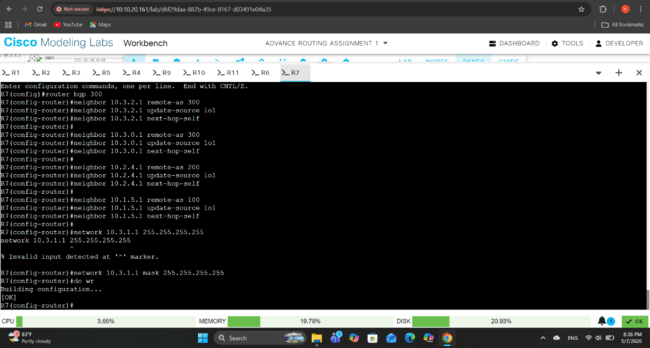 Not secure https://10.10.20.161/lab/d6f29daa-887b-49ca-8167-d03495e04a35
Gmail YouTube Maps All Bookmarks
Cisco Modeling Labs Workbench ADVANCE ROUTING ASSIGNMENT 1 DASHBOARD TOOLS DEVELOPER
R1 R2 R3 R5 R4 R9 R10 R11 R6 R7
Enter configuration commands, one per line. End with CNTL/Z.
R7(config)#router bgp 300
R7(config-router)#neighbor 10.3.2.1 remote-as 300
R7(config-router)#neighbor 10.3.2.1 update-source lo1
R7(config-router)#neighbor 10.3.2.1 next-hop-self
R7(config-router)#
R7(config-router)#neighbor 10.3.0.1 remote-as 300
R7(config-router)#neighbor 10.3.0.1 update-source lo1
R7(config-router)#neighbor 10.3.0.1 next-hop-self
R7(config-router)#
R7(config-router)#neighbor 10.2.4.1 remote-as 200
R7(config-router)#neighbor 10.2.4.1 update-source lo1
R7(config-router)#neighbor 10.2.4.1 next-hop-self
R7(config-router)#
R7(config-router)#neighbor 10.1.5.1 remote-as 100
R7(config-router)#neighbor 10.1.5.1 update-source lo1
R7(config-router)#neighbor 10.1.5.1 next-hop-self
R7(config-router)#
R7(config-router)#network 10.3.1.1 255.255.255.255
network 10.3.1.1 255.255.255.255
^
% Invalid input detected at '^' marker.
R7(config-router)#network 10.3.1.1 mask 255.255.255.255
R7(config-router)#do wr
Building configuration...
[OK]
R7(config-router)#
CPU 3.66% MEMORY 19.79% DISK 20.93% OK
83°F
Partly cloudy
Search
ENG
8:36 PM
5/7/2026